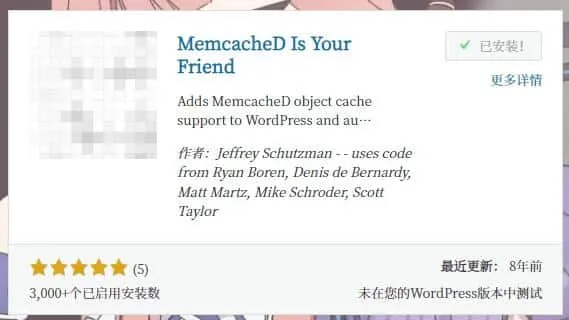 MemcacheD Is Your
Friend
已安装!
更多详情
Adds MemcacheD object cache
support to WordPress and au…
作者：Jeffrey Schutzman - - uses code
from Ryan Boren, Denis de Bernardy,
Matt Martz, Mike Schroder, Scott
Taylor
(5)
最近更新： 8年前
3,000+个已启用安装数
未在您的WordPress版本中测试